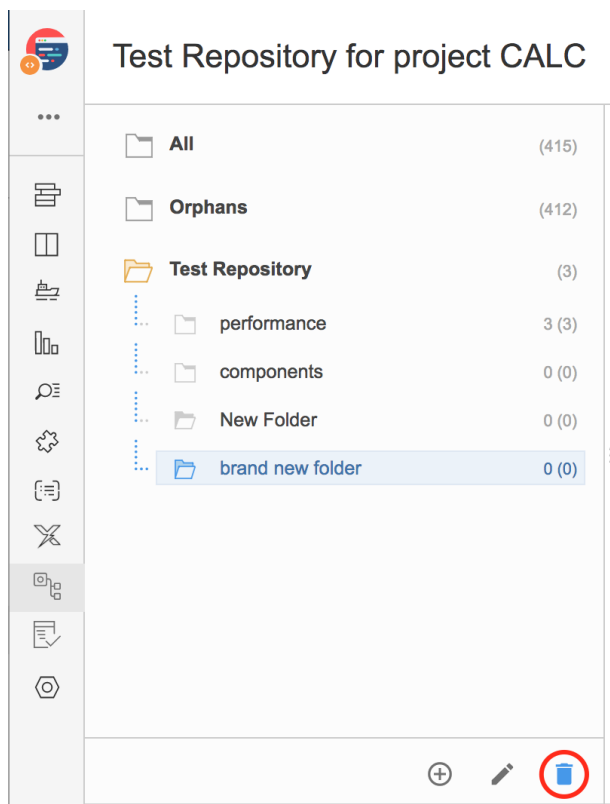 Test Repository for project CALC
All (415)
Orphans (412)
Test Repository (3)
performance 3 (3)
components 0 (0)
New Folder 0 (0)
brand new folder 0 (0)